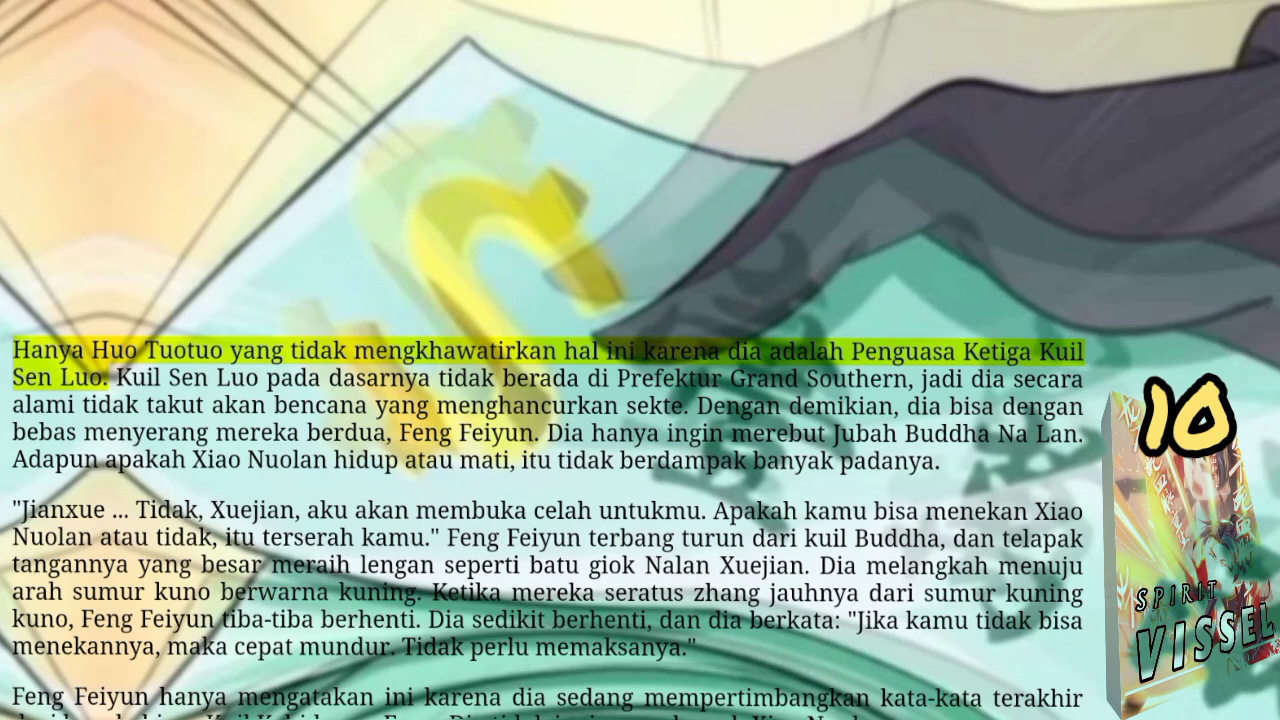 Hanya Huo Tuotuo yang tidak mengkhawatirkan hal ini karena dia adalah Penguasa Ketiga Kuil
Sen Luo. Kuil Sen Luo pada dasarnya tidak berada di Prefektur Grand Southern, jadi dia secara
alami tidak takut akan bencana yang menghancurkan sekte. Dengan demikian, dia bisa dengan
bebas menyerang mereka berdua, Feng Feiyun. Dia hanya ingin merebut Jubah Buddha Na Lan.
Adapun apakah Xiao Nuolan hidup atau mati, itu tidak berdampak banyak padanya.
"Jianxue ... Tidak, Xuejian, aku akan membuka celah untukmu. Apakah kamu bisa menekan Xiao
Nuolan atau tidak, itu terserah kamu." Feng Feiyun terbang turun dari kuil Buddha, dan telapak
tangannya yang besar meraih lengan seperti batu giok Nalan Xuejian. Dia melangkah menuju
arah sumur kuno berwarna kuning. Ketika mereka seratus zhang jauhnya dari sumur kuning
kuno, Feng Feiyun tiba-tiba berhenti. Dia sedikit berhenti, dan dia berkata: "Jika kamu tidak bisa
menekannya, maka cepat mundur. Tidak perlu memaksanya."
Feng Feiyun hanya mengatakan ini karena dia sedang mempertimbangkan kata-kata terakhir
10
SPIRIT
VISSEL